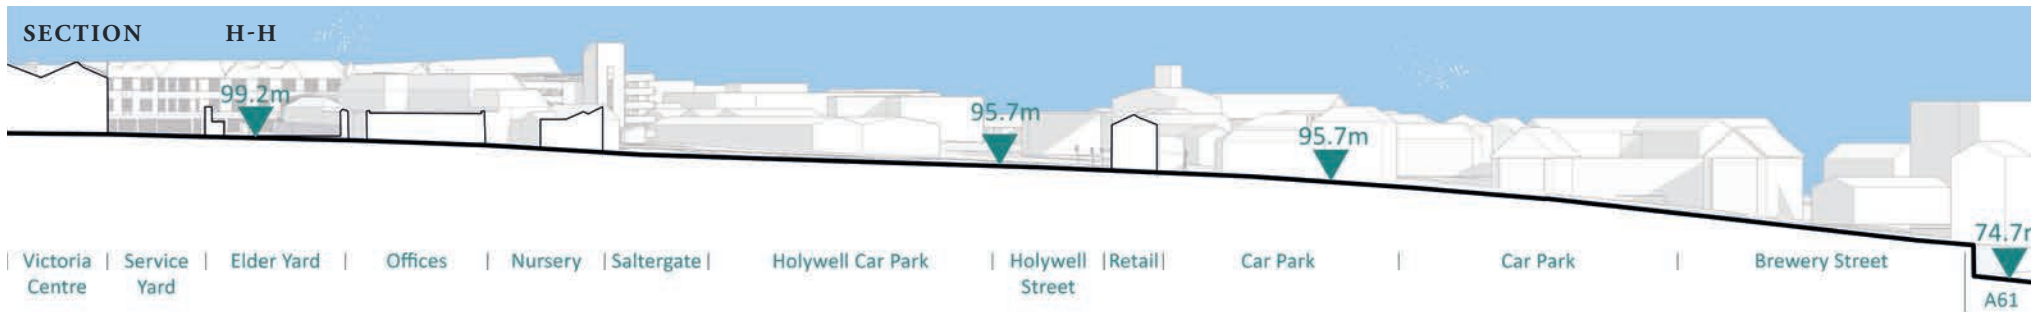 SECTION H-H
99.2m
95.7m
95.7m
74.7m
Victoria Centre
Service Yard
Elder Yard
Offices
Nursery
Saltergate
Holywell Car Park
Holywell Street
Retail
Car Park
Car Park
Brewery Street
A61